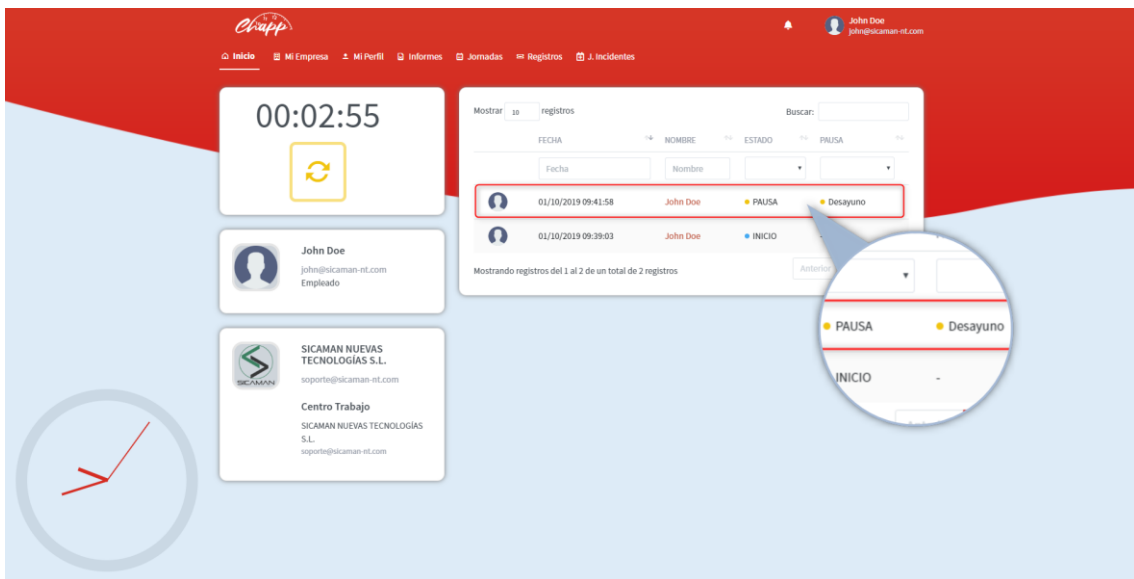 Chapp
John Doe
john@sicaman-nt.com
Inicio Mi Empresa Mi Perfil Informes Jornadas Registros J. Incidentes
00:02:55
Mostrar 10 registros Buscar:
FECHA NOMBRE ESTADO PAUSA
Fecha Nombre
01/10/2019 09:41:58 John Doe PAUSA Desayuno
01/10/2019 09:39:03 John Doe INICIO -
Mostrando registros del 1 al 2 de un total de 2 registros Anterior
PAUSA Desayuno
INICIO -
John Doe
john@sicaman-nt.com
Empleado
SICAMAN
SICAMAN NUEVAS
TECNOLOGÍAS S.L.
soporte@sicaman-nt.com
Centro Trabajo
SICAMAN NUEVAS TECNOLOGÍAS
S.L.
soporte@sicaman-nt.com